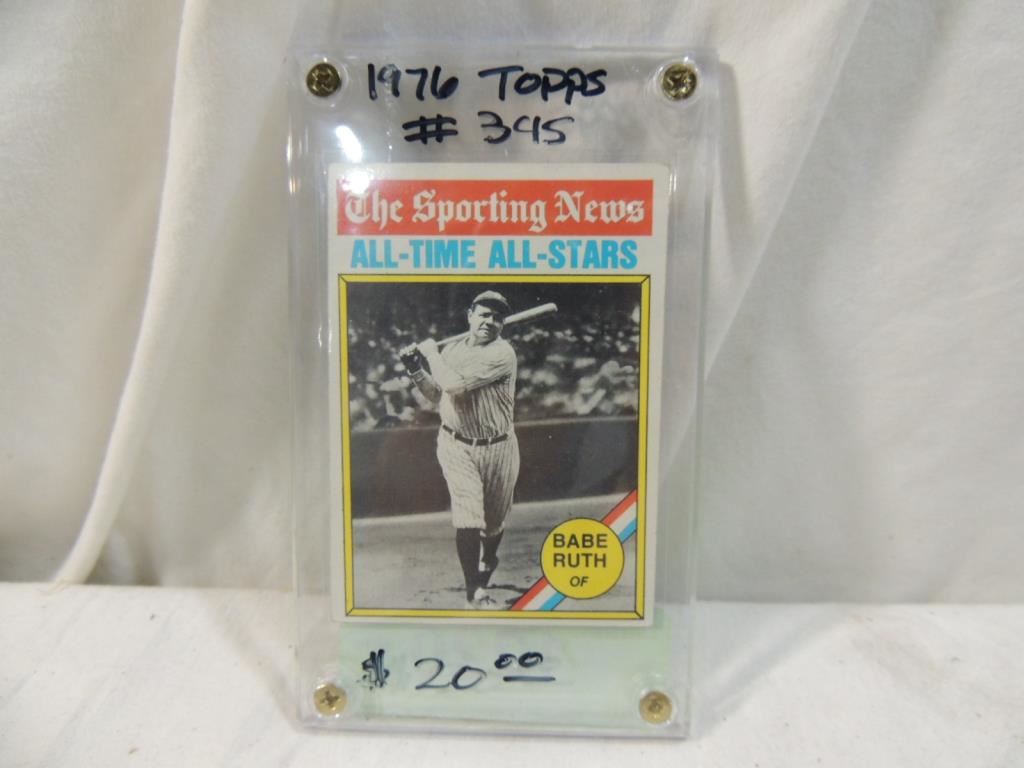 1976 TOPPS
# 345
The Sporting News
ALL-TIME ALL-STARS
BABE
RUTH
OF
$ 20.00